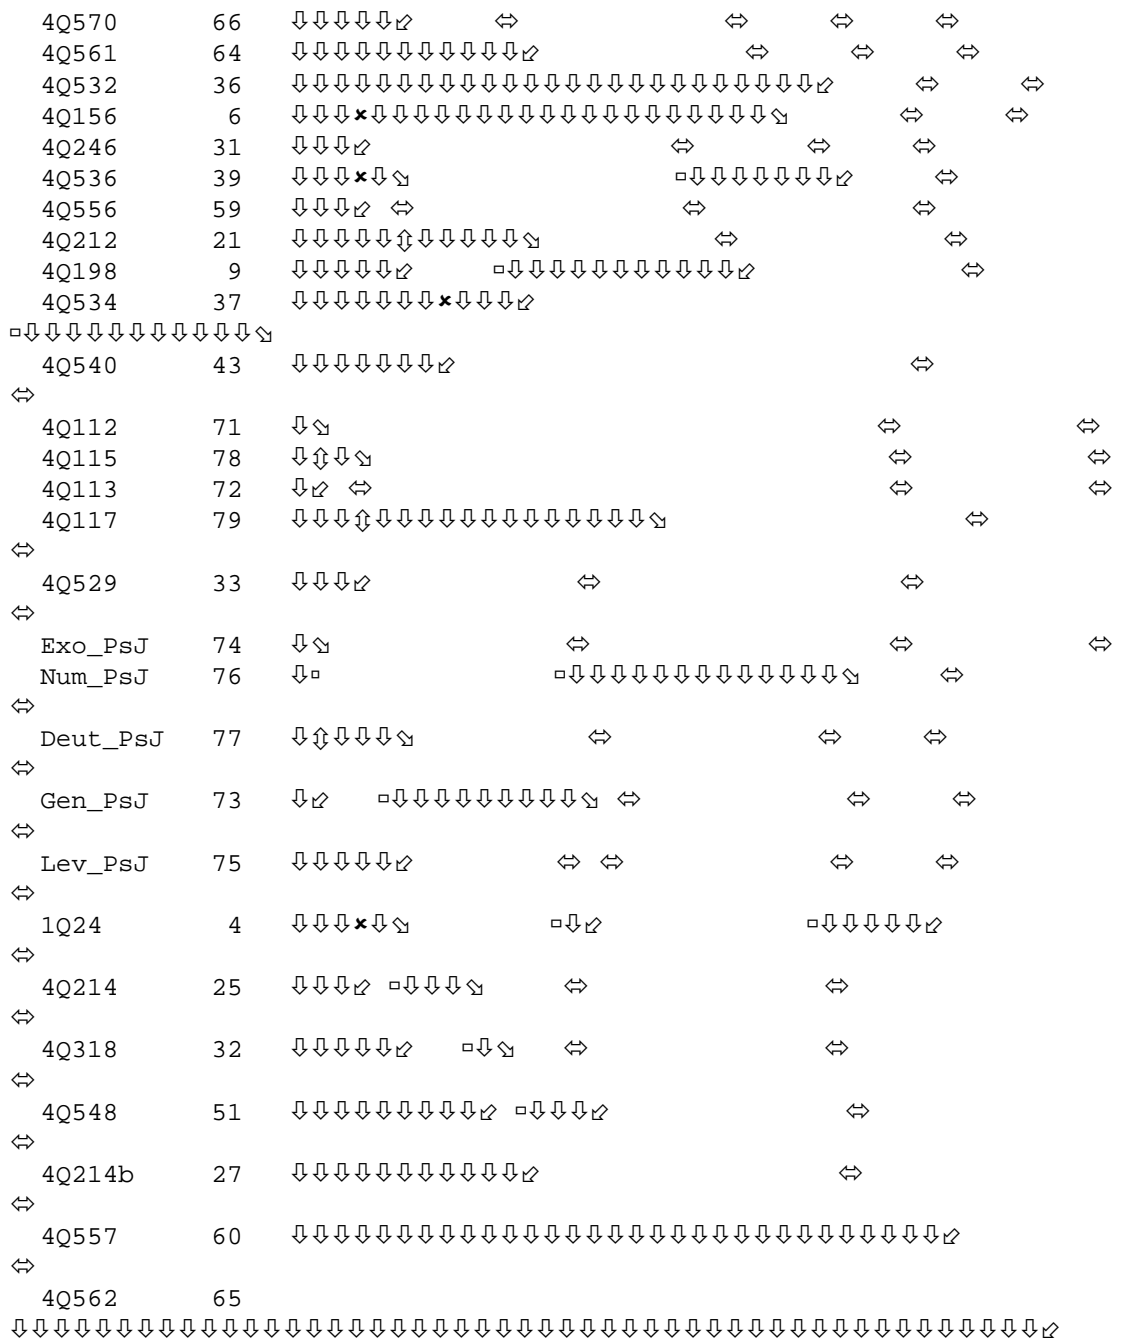 4Q570 66
4Q561 64
4Q532 36
4Q156 6
4Q246 31
4Q536 39
4Q556 59
4Q212 21
4Q198 9
4Q534 37
4Q540 43
4Q112 71
4Q115 78
4Q113 72
4Q117 79
4Q529 33
Exo_PsJ 74
Num_PsJ 76
Deut_PsJ 77
Gen_PsJ 73
Lev_PsJ 75
1Q24 4
4Q214 25
4Q318 32
4Q548 51
4Q214b 27
4Q557 60
4Q562 65